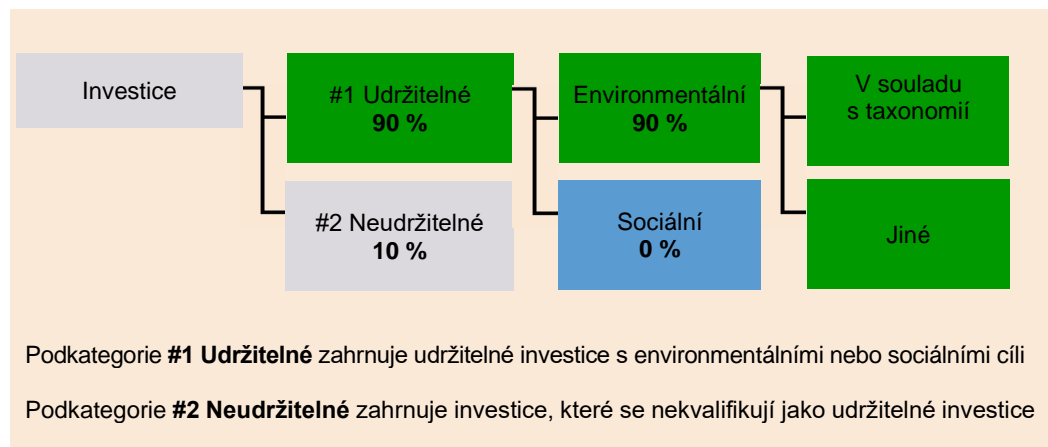 Investice
#1 Udržitelné
90 %
Environmentální
90 %
V souladu
s taxonomií
#2 Neudržitelné
10 %
Sociální
0 %
Jiné
Podkategorie #1 Udržitelné zahrnuje udržitelné investice s environmentálními nebo sociálními cíli
Podkategorie #2 Neudržitelné zahrnuje investice, které se nekvalifikují jako udržitelné investice